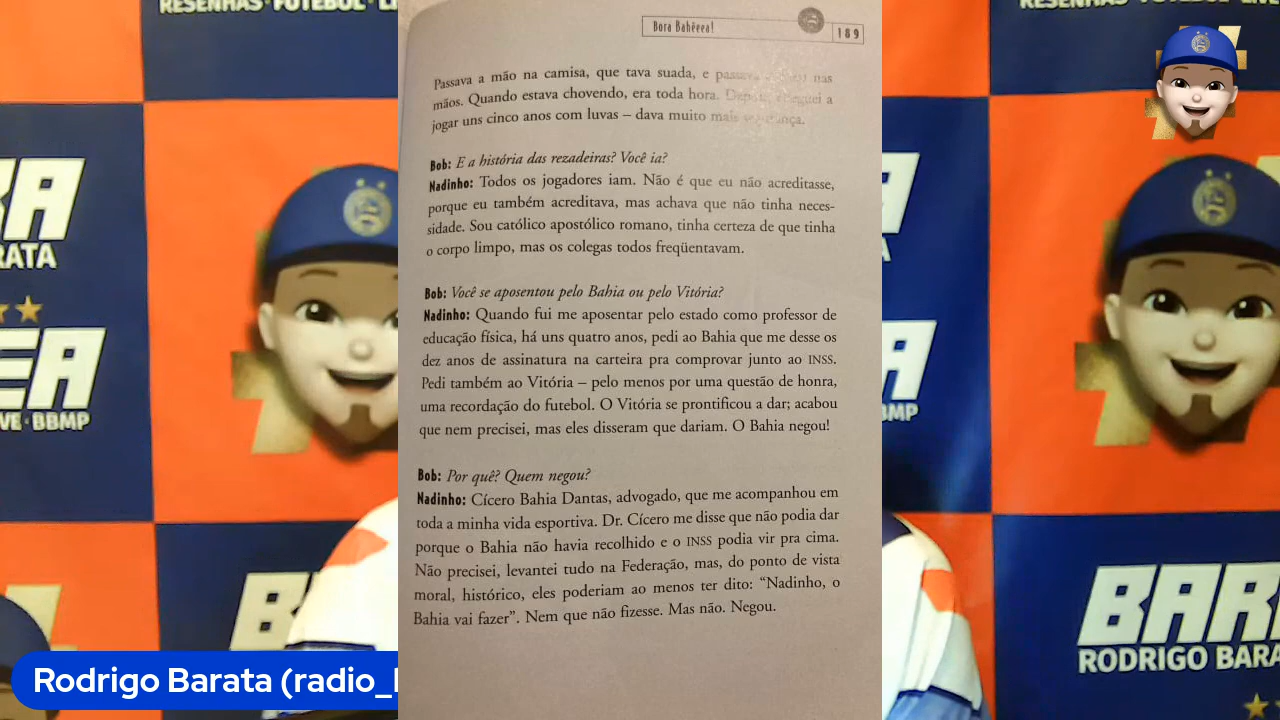 RESENHAS · FUTEBOL · LI
RATA
VE · BBMP
Rodrigo Barata (radio_
Bora Bahêeea!
189
Passava a mão na camisa, que tava suada, e nas
mãos. Quando estava chovendo, era toda hora. Depois cheguei a
jogar uns cinco anos com luvas – dava muito mais segurança.
Bob: E a história das rezadeiras? Você ia?
Nadinho: Todos os jogadores iam. Não é que eu não acreditasse,
porque eu também acreditava, mas achava que não tinha neces-
sidade. Sou católico apostólico romano, tinha certeza de que tinha
o corpo limpo, mas os colegas todos freqüentavam.
Bob: Você se aposentou pelo Bahia ou pelo Vitória?
Nadinho: Quando fui me aposentar pelo estado como professor de
educação física, há uns quatro anos, pedi ao Bahia que me desse os
dez anos de assinatura na carteira pra comprovar junto ao INSS.
Pedi também ao Vitória – pelo menos por uma questão de honra,
uma recordação do futebol. O Vitória se prontificou a dar; acabou
que nem precisei, mas eles disseram que dariam. O Bahia negou!
Bob: Por quê? Quem negou?
Nadinho: Cícero Bahia Dantas, advogado, que me acompanhou em
toda a minha vida esportiva. Dr. Cícero me disse que não podia dar
porque o Bahia não havia recolhido e o INSS podia vir pra cima.
Não precisei, levantei tudo na Federação, mas, do ponto de vista
moral, histórico, eles poderiam ao menos ter dito: “Nadinho, o
Bahia vai fazer”. Nem que não fizesse. Mas não. Negou.
BAR
RODRIGO BARA